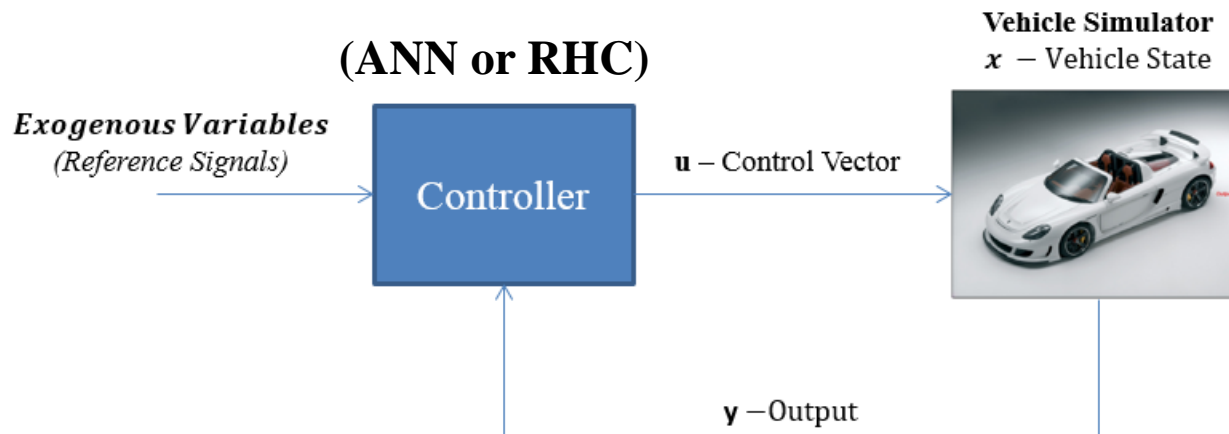 Vehicle Simulator
(ANN or RHC)
𝒙 − Vehicle State
Exogenous Variables
(Reference Signals)
Controller
u – Control Vector
y −Output